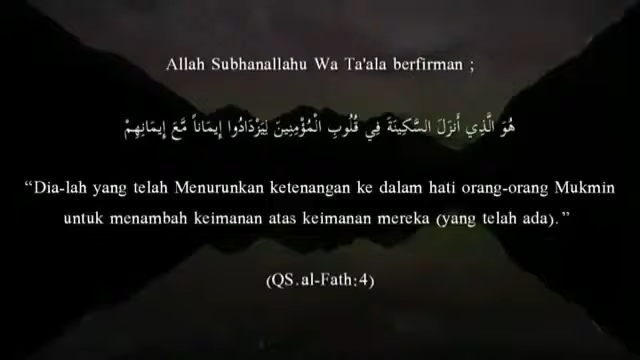 Allah Subhanallahu Wa Ta'ala berfirman ;
هُوَ الَّذِي أَنزَلَ السَّكِينَةَ فِي قُلُوبِ الْمُؤْمِنِينَ لِيَزْدَادُوا إِيمَاناً مَّعَ إِيمَانِهِمْ
“Dia-lah yang telah Menurunkan ketenangan ke dalam hati orang-orang Mukmin
untuk menambah keimanan atas keimanan mereka (yang telah ada).”
(QS.al-Fath:4)